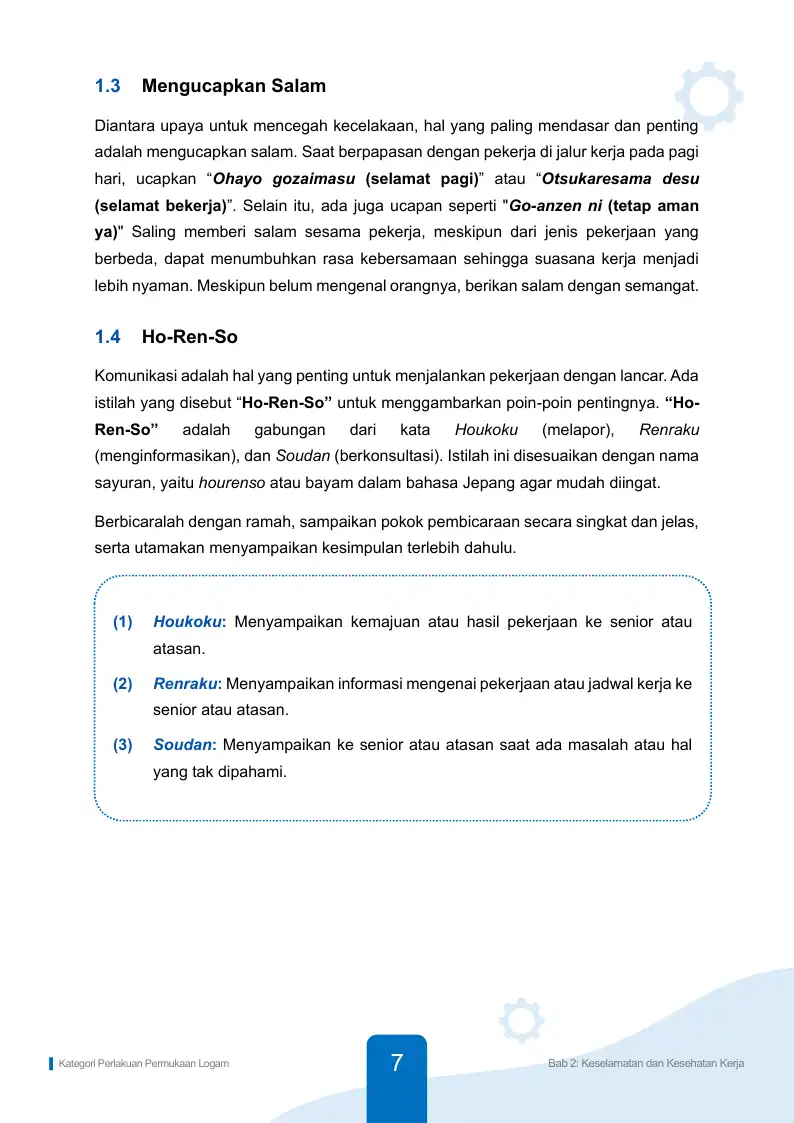 1.3 Mengucapkan Salam
Diantara upaya untuk mencegah kecelakaan, hal yang paling mendasar dan penting
adalah mengucapkan salam. Saat berpapasan dengan pekerja di jalur kerja pada pagi
hari, ucapkan “Ohayo gozaimasu (selamat pagi)” atau “Otsukaresama desu
(selamat bekerja)”. Selain itu, ada juga ucapan seperti "Go-anzen ni (tetap aman
ya)" Saling memberi salam sesama pekerja, meskipun dari jenis pekerjaan yang
berbeda, dapat menumbuhkan rasa kebersamaan sehingga suasana kerja menjadi
lebih nyaman. Meskipun belum mengenal orangnya, berikan salam dengan semangat.
1.4 Ho-Ren-So
Komunikasi adalah hal yang penting untuk menjalankan pekerjaan dengan lancar. Ada
istilah yang disebut “Ho-Ren-So” untuk menggambarkan poin-poin pentingnya. “Ho-
Ren-So” adalah gabungan dari kata Houkoku (melapor), Renraku
(menginformasikan), dan Soudan (berkonsultasi). Istilah ini disesuaikan dengan nama
sayuran, yaitu hourenso atau bayam dalam bahasa Jepang agar mudah diingat.
Berbicaralah dengan ramah, sampaikan pokok pembicaraan secara singkat dan jelas,
serta utamakan menyampaikan kesimpulan terlebih dahulu.
(1) Houkoku: Menyampaikan kemajuan atau hasil pekerjaan ke senior atau
atasan.
(2) Renraku: Menyampaikan informasi mengenai pekerjaan atau jadwal kerja ke
senior atau atasan.
(3) Soudan: Menyampaikan ke senior atau atasan saat ada masalah atau hal
yang tak dipahami.
Kategori Perlakuan Permukaan Logam
7
Bab 2: Keselamatan dan Kesehatan Kerja